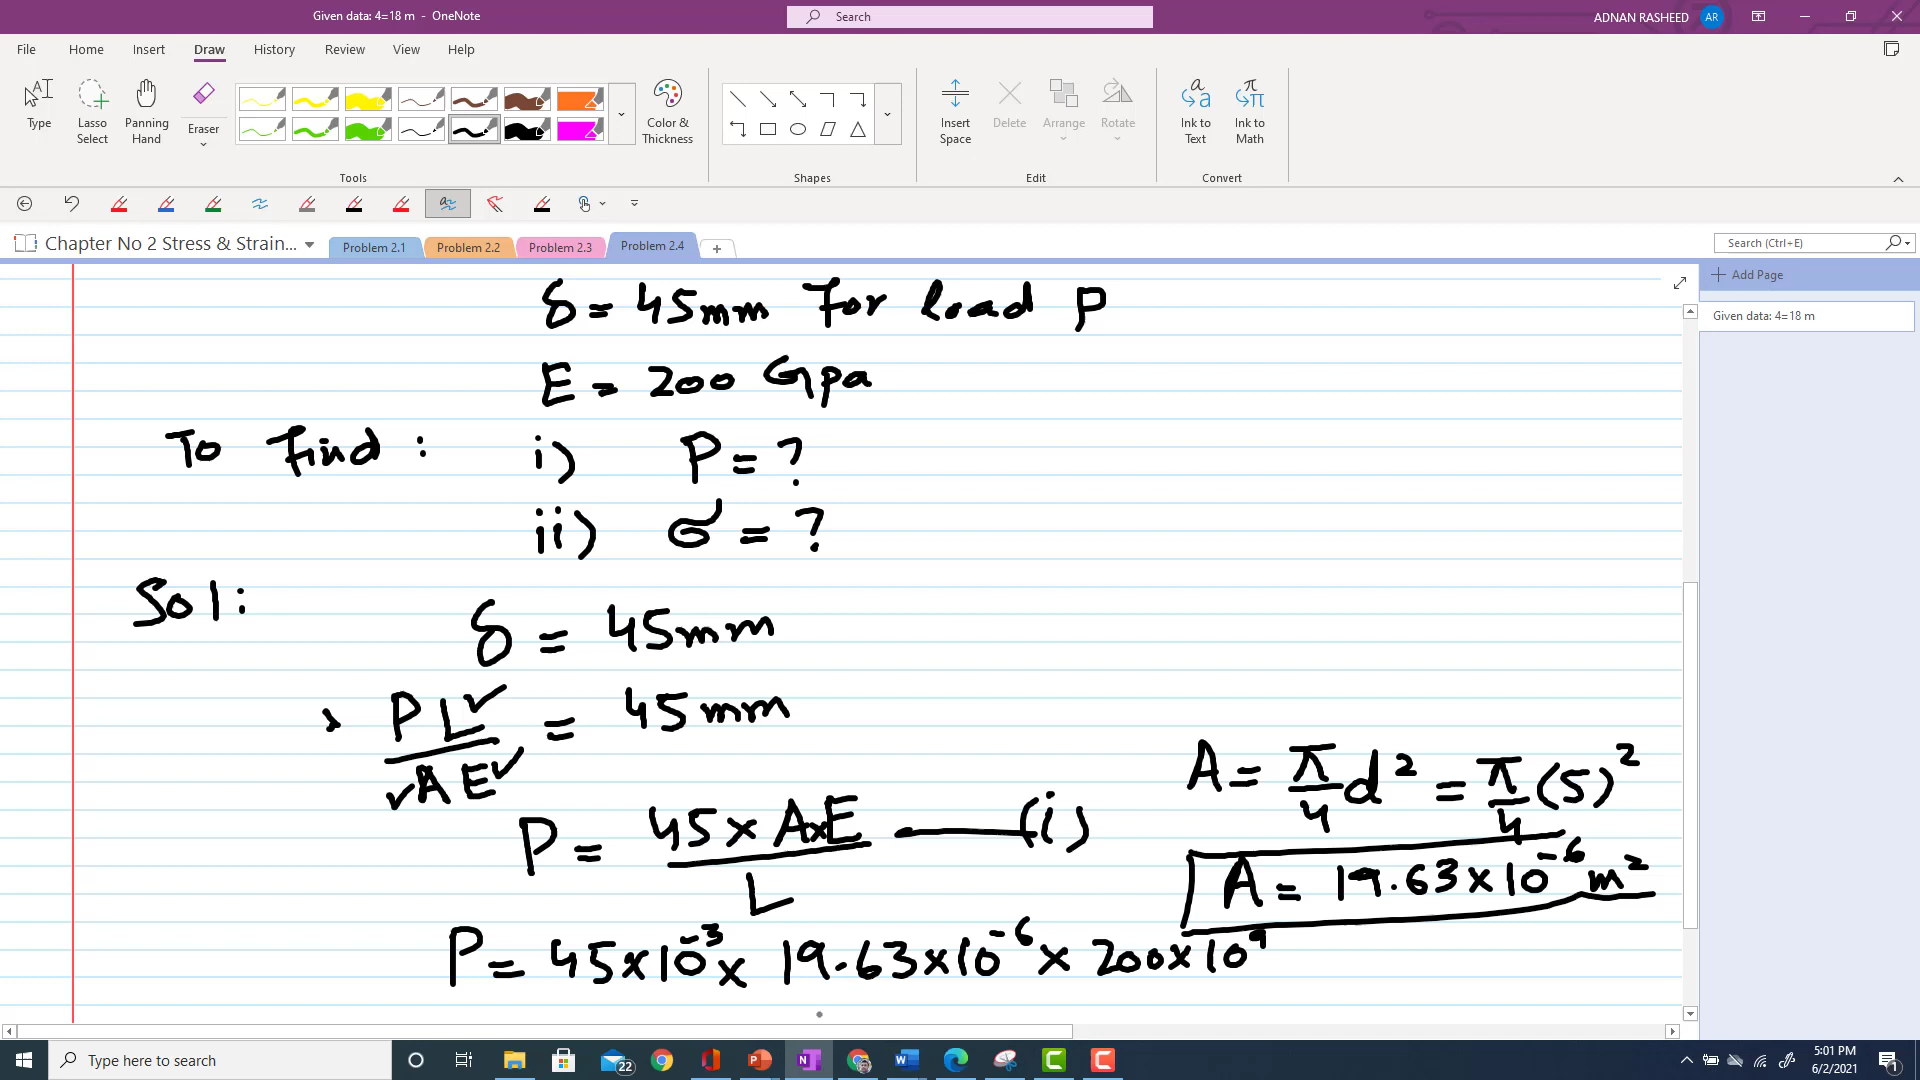 Given data: 4=18 m - OneNote
Search
ADNAN RASHEED AR
File Home Insert Draw History Review View Help
Type
Lasso Select
Panning Hand
Eraser
Color & Thickness
Insert Space
Delete
Arrange
Rotate
Ink to Text
Ink to Math
Tools Shapes Edit Convert
Chapter No 2 Stress & Strain... Problem 2.1 Problem 2.2 Problem 2.3 Problem 2.4
Search (Ctrl+E)
Add Page
Given data: 4=18 m
δ = 45mm For load P
E = 200 Gpa
To Find: i) P = ?
ii) σ = ?
Sol:
δ = 45mm
PL✓ / ✓AE✓ = 45mm
P = 45 × A×E / L —— (i)
A = π/4 d² = π/4 (5)²
A = 19.63×10⁻⁶ m²
P = 45×10⁻³ × 19.63×10⁻⁶ × 200×10⁹
Type here to search
22
5:01 PM
6/2/2021
1